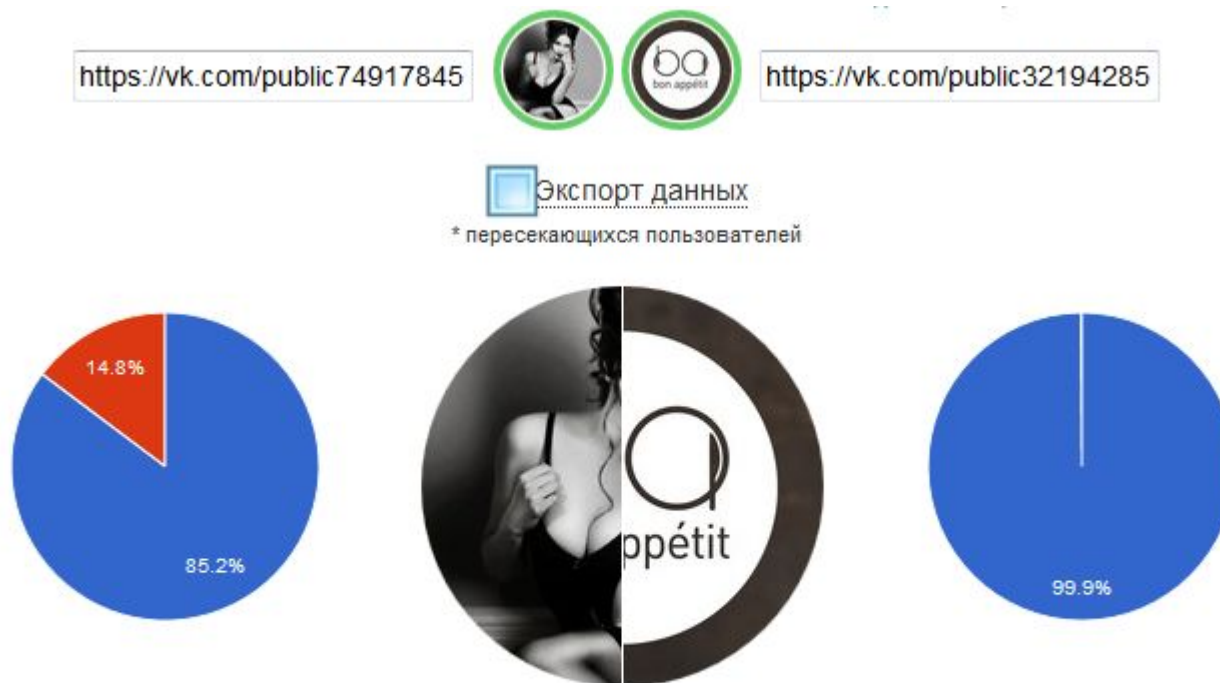 https://vk.com/public74917845
bon appétit
https://vk.com/public32194285
Экспорт данных
* пересекающихся пользователей
14.8%
85.2%
ppétit
99.9%